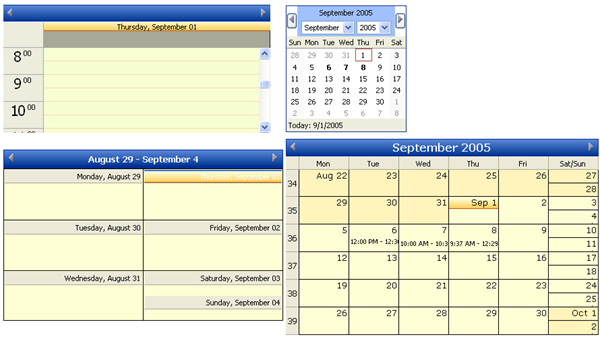 Thursday, September 01
8 00
9 00
10 00
September 2005
September 2005
Sun Mon Tue Wed Thu Fri Sat
28 29 30 31 1 2 3
4 5 6 7 8 9 10
11 12 13 14 15 16 17
18 19 20 21 22 23 24
25 26 27 28 29 30 1
2 3 4 5 6 7 8
Today: 9/1/2005
August 29 - September 4
Monday, August 29 Thursday, September 01
Tuesday, August 30 Friday, September 02
Wednesday, August 31 Saturday, September 03
Sunday, September 04
September 2005
Mon Tue Wed Thu Fri Sat/Sun
34 Aug 22 23 24 25 26 27
28
35 29 30 31 Sep 1 2 3
4
36 5 6 7 8 9 10
12:00 PM - 12:3 10:00 AM - 10:3 9:37 AM - 12:29 11
37 12 13 14 15 16 17
18
38 19 20 21 22 23 24
25
39 26 27 28 29 30 Oct 1
2